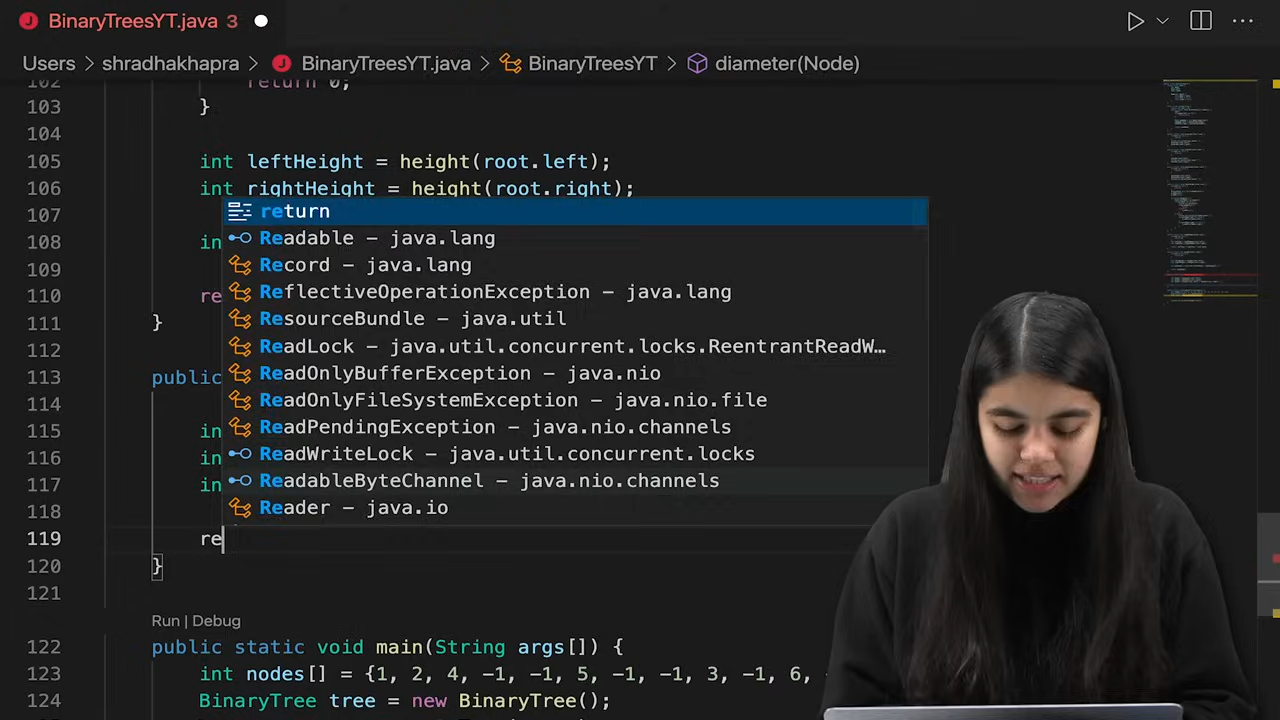 BinaryTreesYT.java 3
Users > shradhakhapra > BinaryTreesYT.java > BinaryTreesYT > diameter(Node)
102 return 0;
103 }
104
105 int leftHeight = height(root.left);
106 int rightHeight = height(root.right);
107
return
108 in
Readable – java.lang
Record – java.lang
109
110 re
ReflectiveOperationException – java.lang
111 }
ResourceBundle – java.util
112
ReadLock – java.util.concurrent.locks.ReentrantReadW…
113 public
ReadOnlyBufferException – java.nio
114
ReadOnlyFileSystemException – java.nio.file
115 in
ReadPendingException – java.nio.channels
116 in
ReadWriteLock – java.util.concurrent.locks
117 in
ReadableByteChannel – java.nio.channels
118
Reader – java.io
119 re
120 }
121
Run | Debug
122 public static void main(String args[]) {
123 int nodes[] = {1, 2, 4, -1, -1, 5, -1, -1, 3, -1, 6,
124 BinaryTree tree = new BinaryTree();